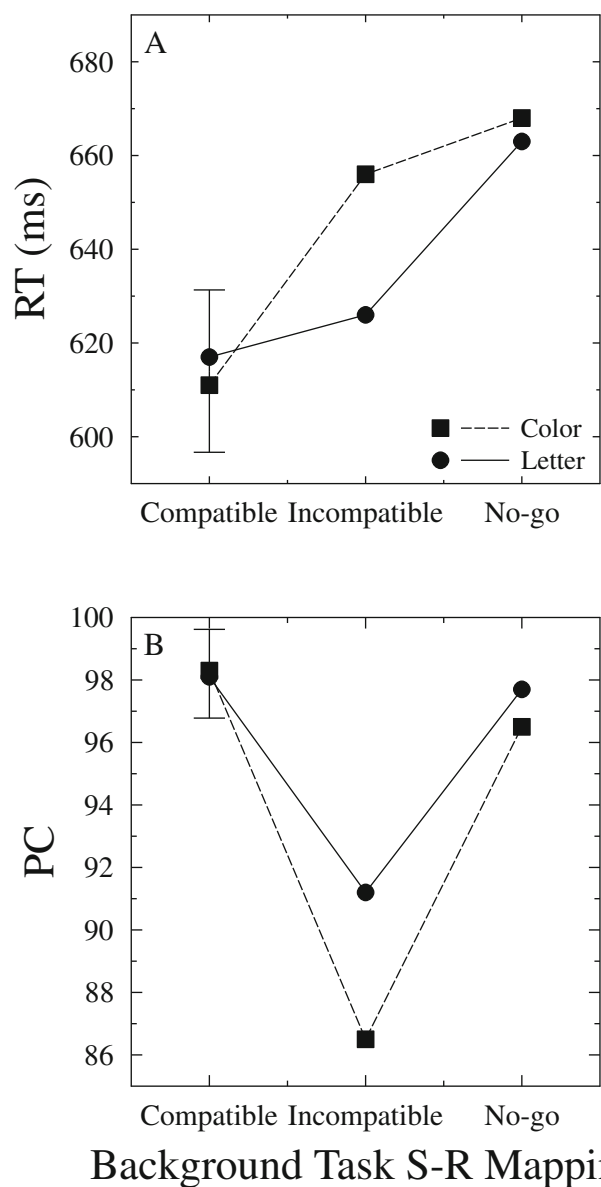 A
680
660
640
620
600
RT (ms)
Color
Letter
Compatible Incompatible No-go
B
100
98
96
94
92
90
88
86
PC
Compatible Incompatible No-go
Background Task S-R Mappi